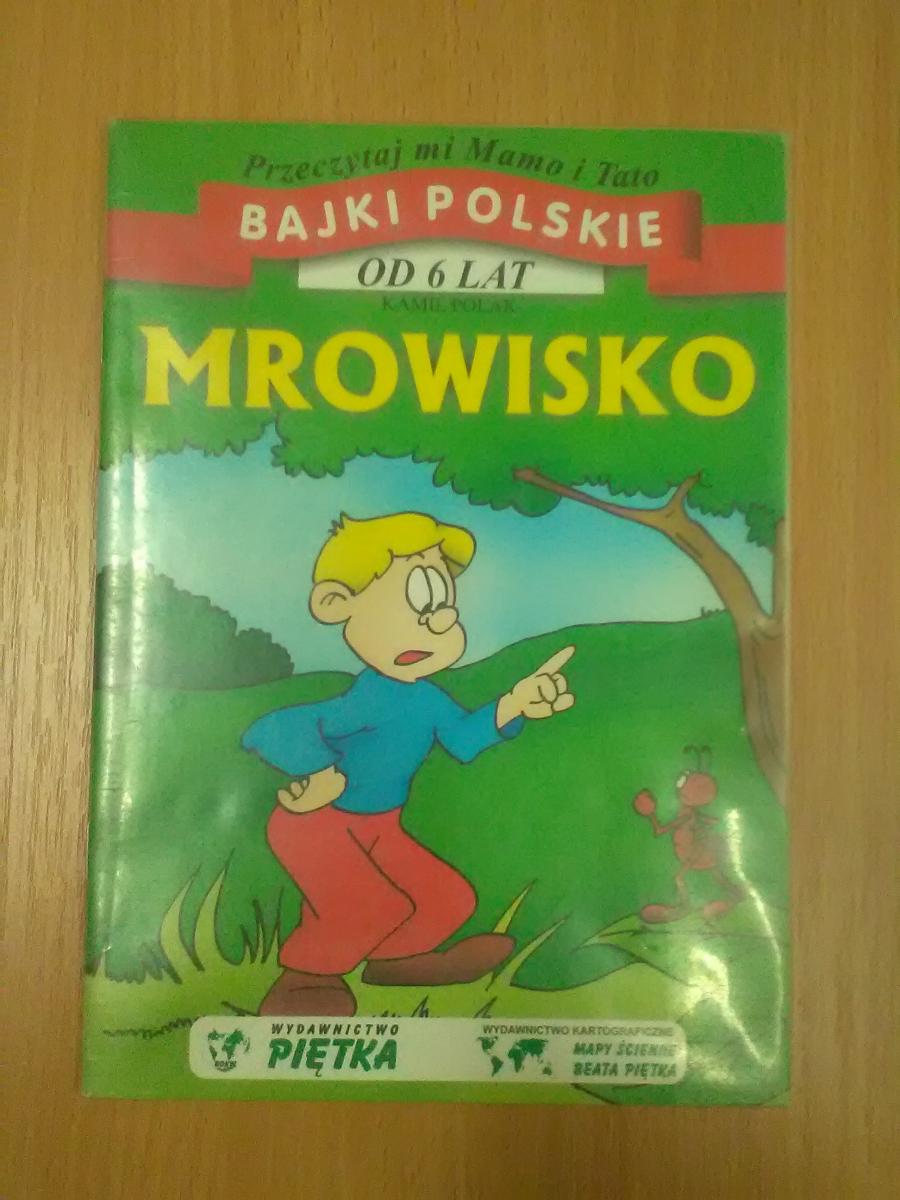 Przeczytaj mi Mamo i Tato
BAJKI POLSKIE
OD 6 LAT
KAMIL POLAK
MROWISKO
WYDAWNICTWO
PIĘTKA
WYDAWNICTWO KARTOGRAFICZNE
MAPY ŚCIENNE
BEATA PIĘTKA